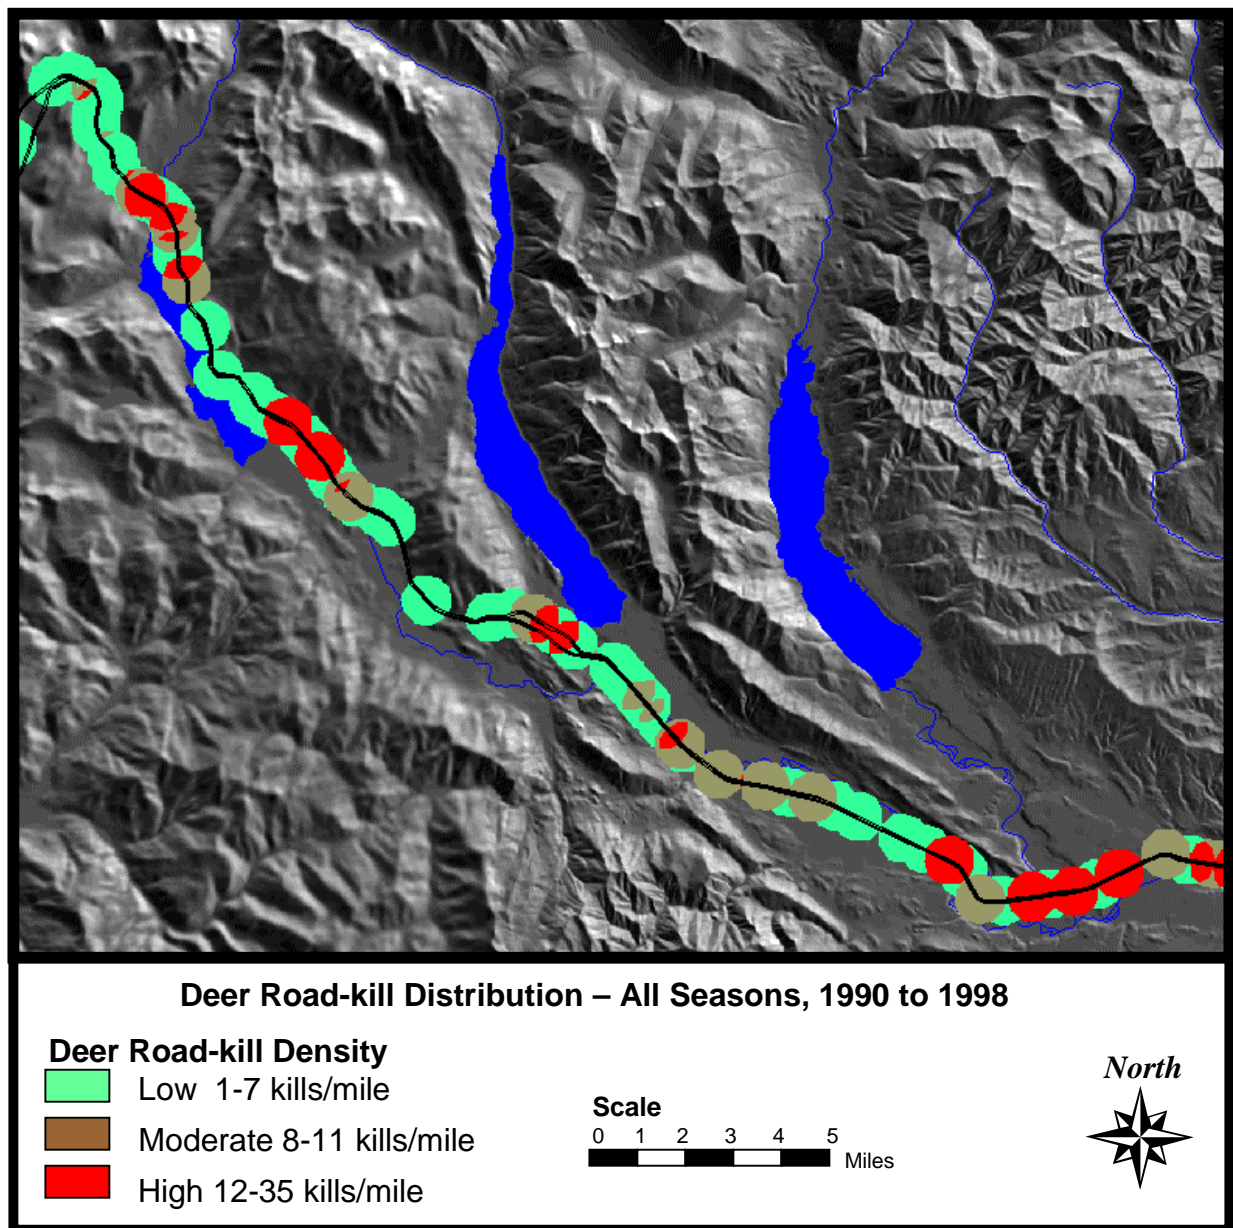 Deer Road-kill Distribution – All Seasons, 1990 to 1998
Deer Road-kill Density
Low 1-7 kills/mile
Moderate 8-11 kills/mile
High 12-35 kills/mile
Scale
0 1 2 3 4 5
Miles
North